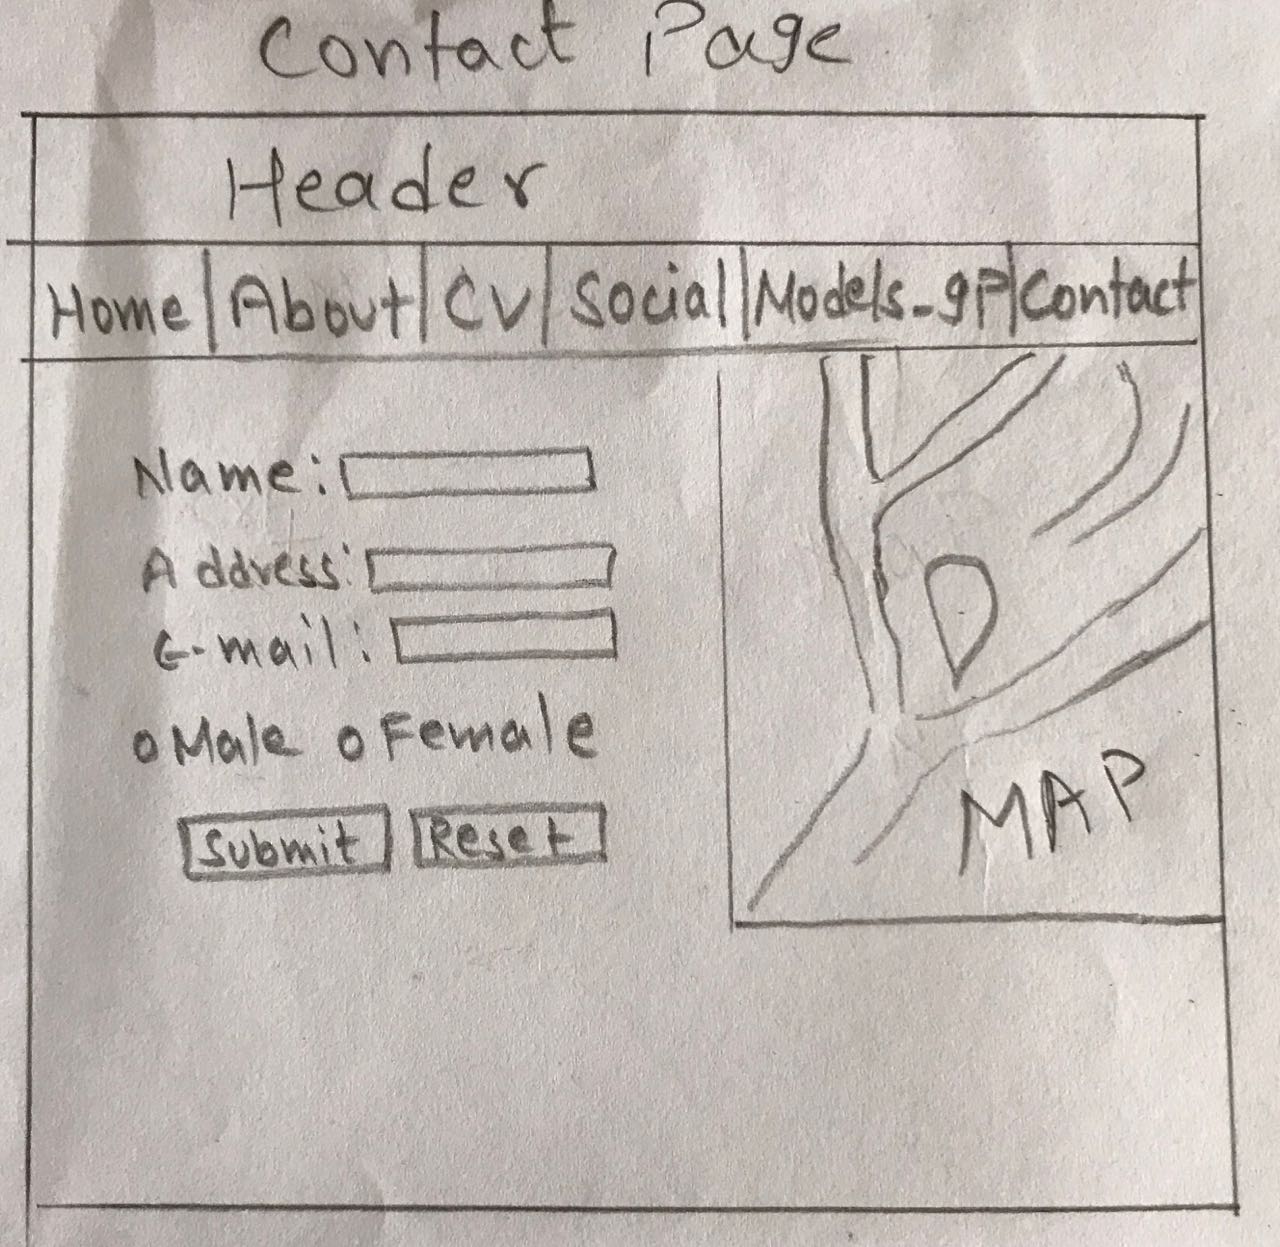 Contact Page
Header
Home About CV Social Models_gP Contact
Name:
Address:
E-mail:
Male Female
Submit Reset
MAP